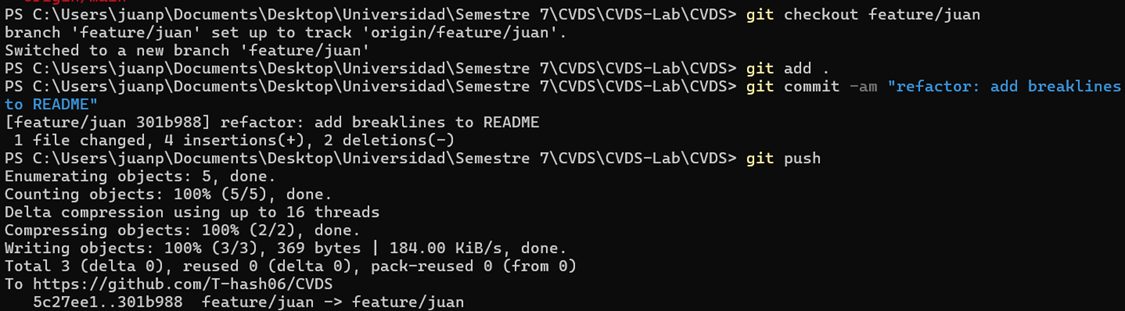 PS C:\Users\juanp\Documents\Desktop\Universidad\Semestre 7\CVDS\CVDS-Lab\CVDS> git checkout feature/juan
branch 'feature/juan' set up to track 'origin/feature/juan'.
Switched to a new branch 'feature/juan'
PS C:\Users\juanp\Documents\Desktop\Universidad\Semestre 7\CVDS\CVDS-Lab\CVDS> git add .
PS C:\Users\juanp\Documents\Desktop\Universidad\Semestre 7\CVDS\CVDS-Lab\CVDS> git commit -am "refactor: add breaklines
to README"
[feature/juan 301b988] refactor: add breaklines to README
 1 file changed, 4 insertions(+), 2 deletions(-)
PS C:\Users\juanp\Documents\Desktop\Universidad\Semestre 7\CVDS\CVDS-Lab\CVDS> git push
Enumerating objects: 5, done.
Counting objects: 100% (5/5), done.
Delta compression using up to 16 threads
Compressing objects: 100% (2/2), done.
Writing objects: 100% (3/3), 369 bytes | 184.00 KiB/s, done.
Total 3 (delta 0), reused 0 (delta 0), pack-reused 0 (from 0)
To https://github.com/T-hash06/CVDS
   5c27ee1..301b988  feature/juan -> feature/juan